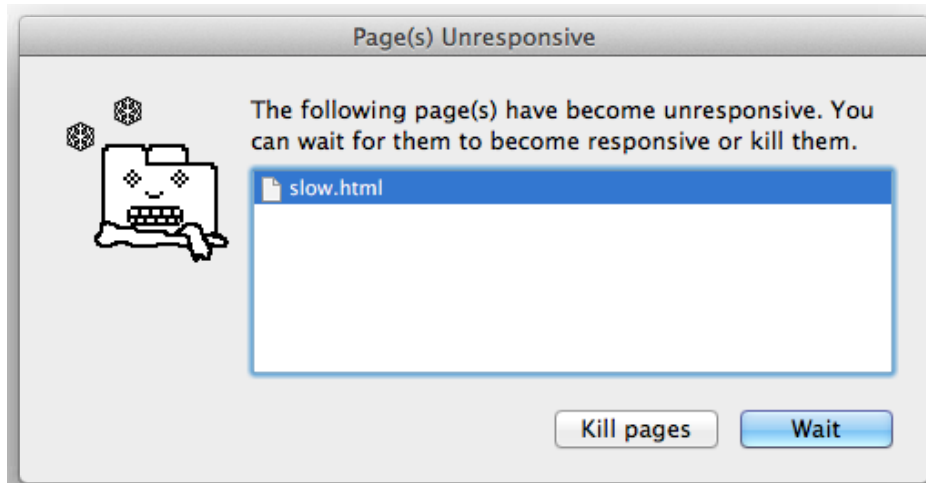 Page(s) Unresponsive
The following page(s) have become unresponsive. You
can wait for them to become responsive or kill them.
slow.html
Kill pages
Wait